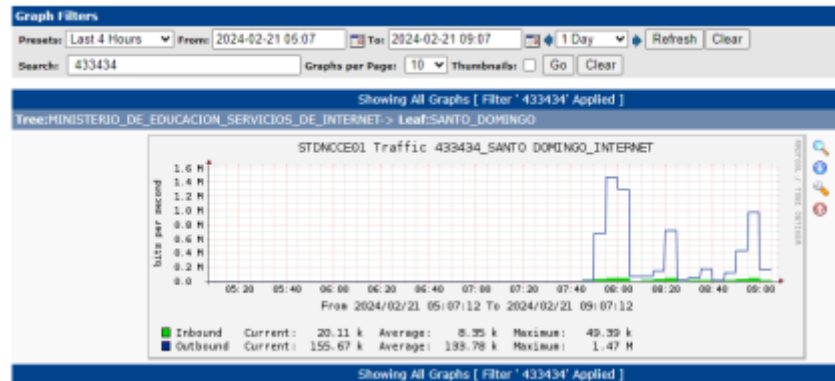 Graph Filters
Presets: Last 4 Hours From: 2024-02-21 05:07 To: 2024-02-21 09:07 1 Day Refresh Clear
Search: 433434 Graphs per Page: 10 Thumbnails: Go Clear
Showing All Graphs [ Filter ' 433434' Applied ]
Tree:MINISTERIO_DE_EDUCACION_SERVICIOS_DE_INTERNET-> Leaf:SANTO_DOMINGO
STDNCCE01 Traffic 433434_SANTO DOMINGO_INTERNET
bits per second
1.6 M
1.4 M
1.2 M
1.0 M
0.8 M
0.6 M
0.4 M
0.2 M
0.0
05:20 05:40 06:00 06:20 06:40 07:00 07:20 07:40 08:00 08:20 08:40 09:00
From 2024/02/21 05:07:12 To 2024/02/21 09:07:12
Inbound Current: 20.11 k Average: 8.35 k Maximum: 49.39 k
Outbound Current: 155.67 k Average: 133.78 k Maximum: 1.47 M
Showing All Graphs [ Filter ' 433434' Applied ]